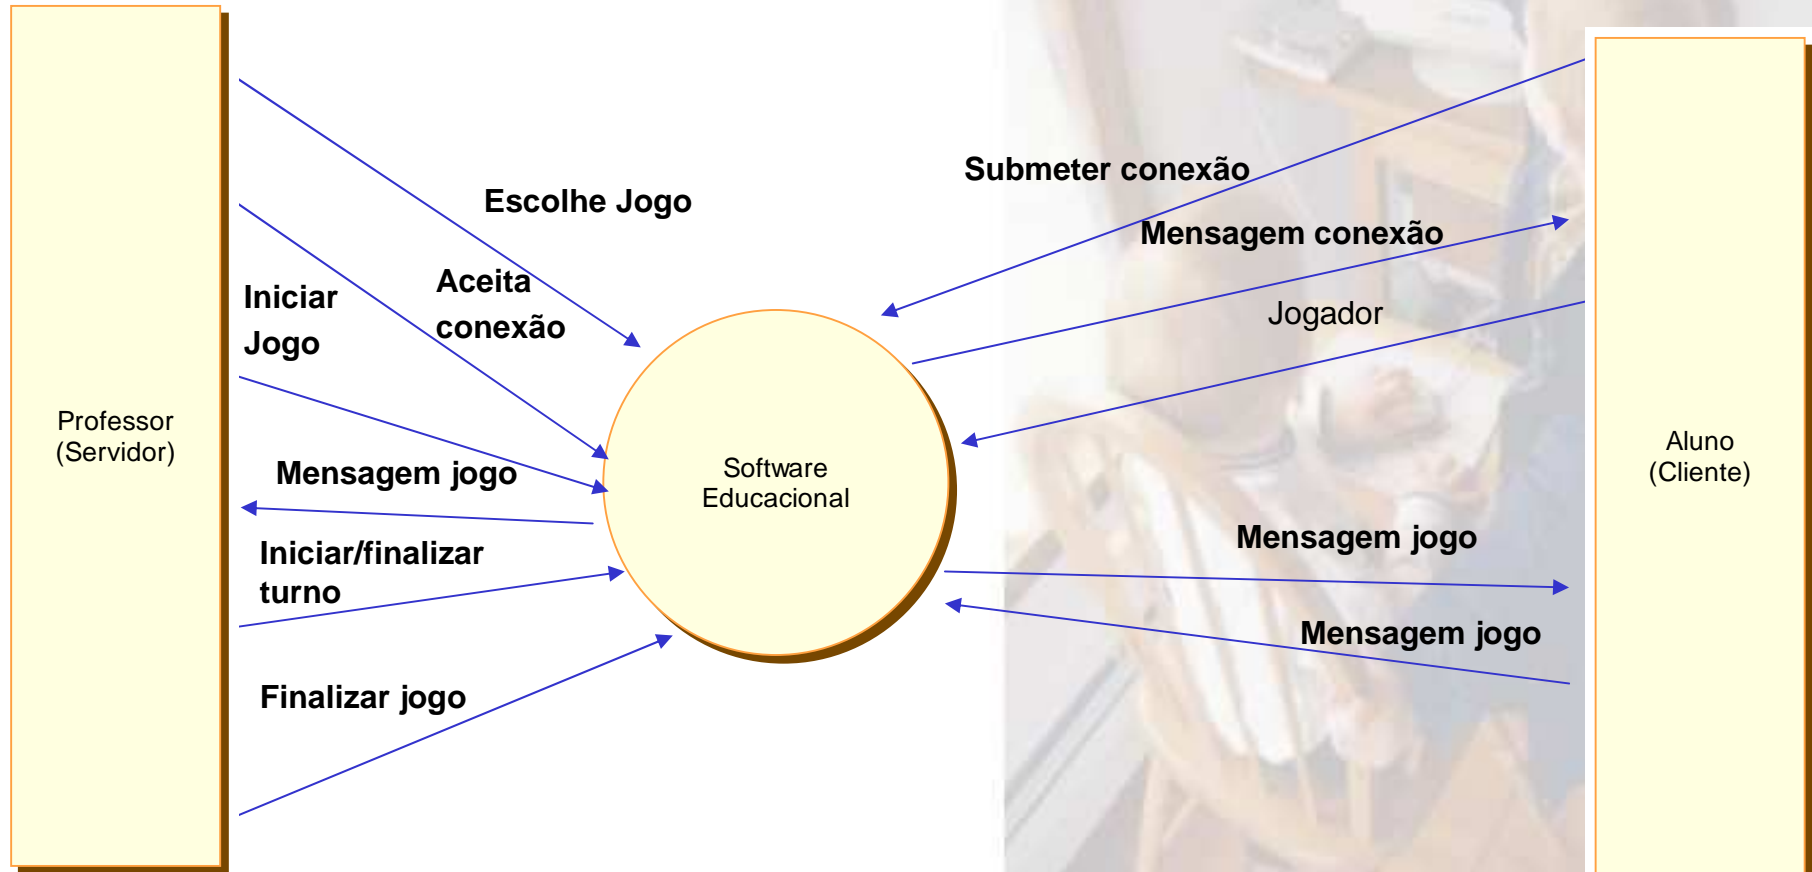 Submeter conexão
Escolhe Jogo
Mensagem conexão
Aceita
conexão
Iniciar
Jogo
Jogador
Professor
(Servidor)
Mensagem jogo
Software
Educacional
Aluno
(Cliente)
Iniciar/finalizar
turno
Mensagem jogo
Mensagem jogo
Finalizar jogo